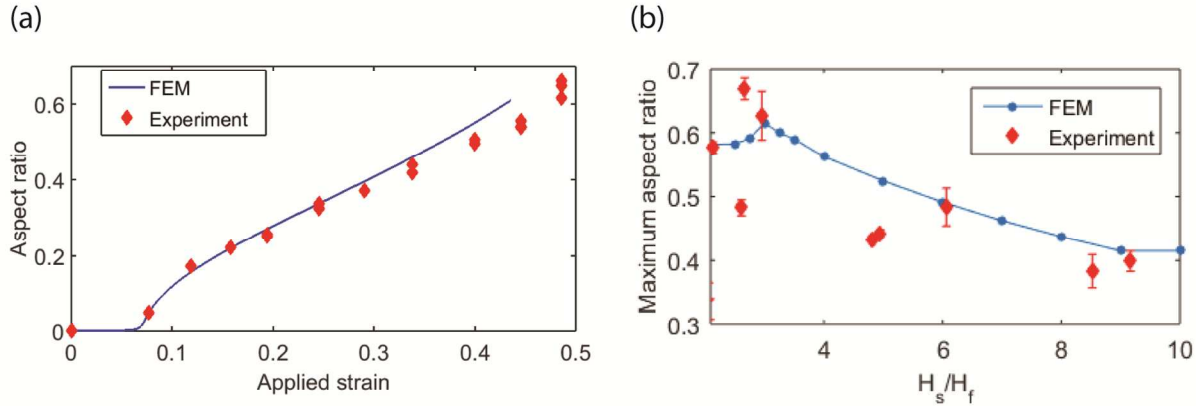 (a)
FEM
Experiment
Aspect ratio
0.6
0.4
0.2
0
0 0.1 0.2 0.3 0.4 0.5
Applied strain
(b)
FEM
Experiment
Maximum aspect ratio
0.7
0.6
0.5
0.4
0.3
4 6 8 10
H_s/H_f